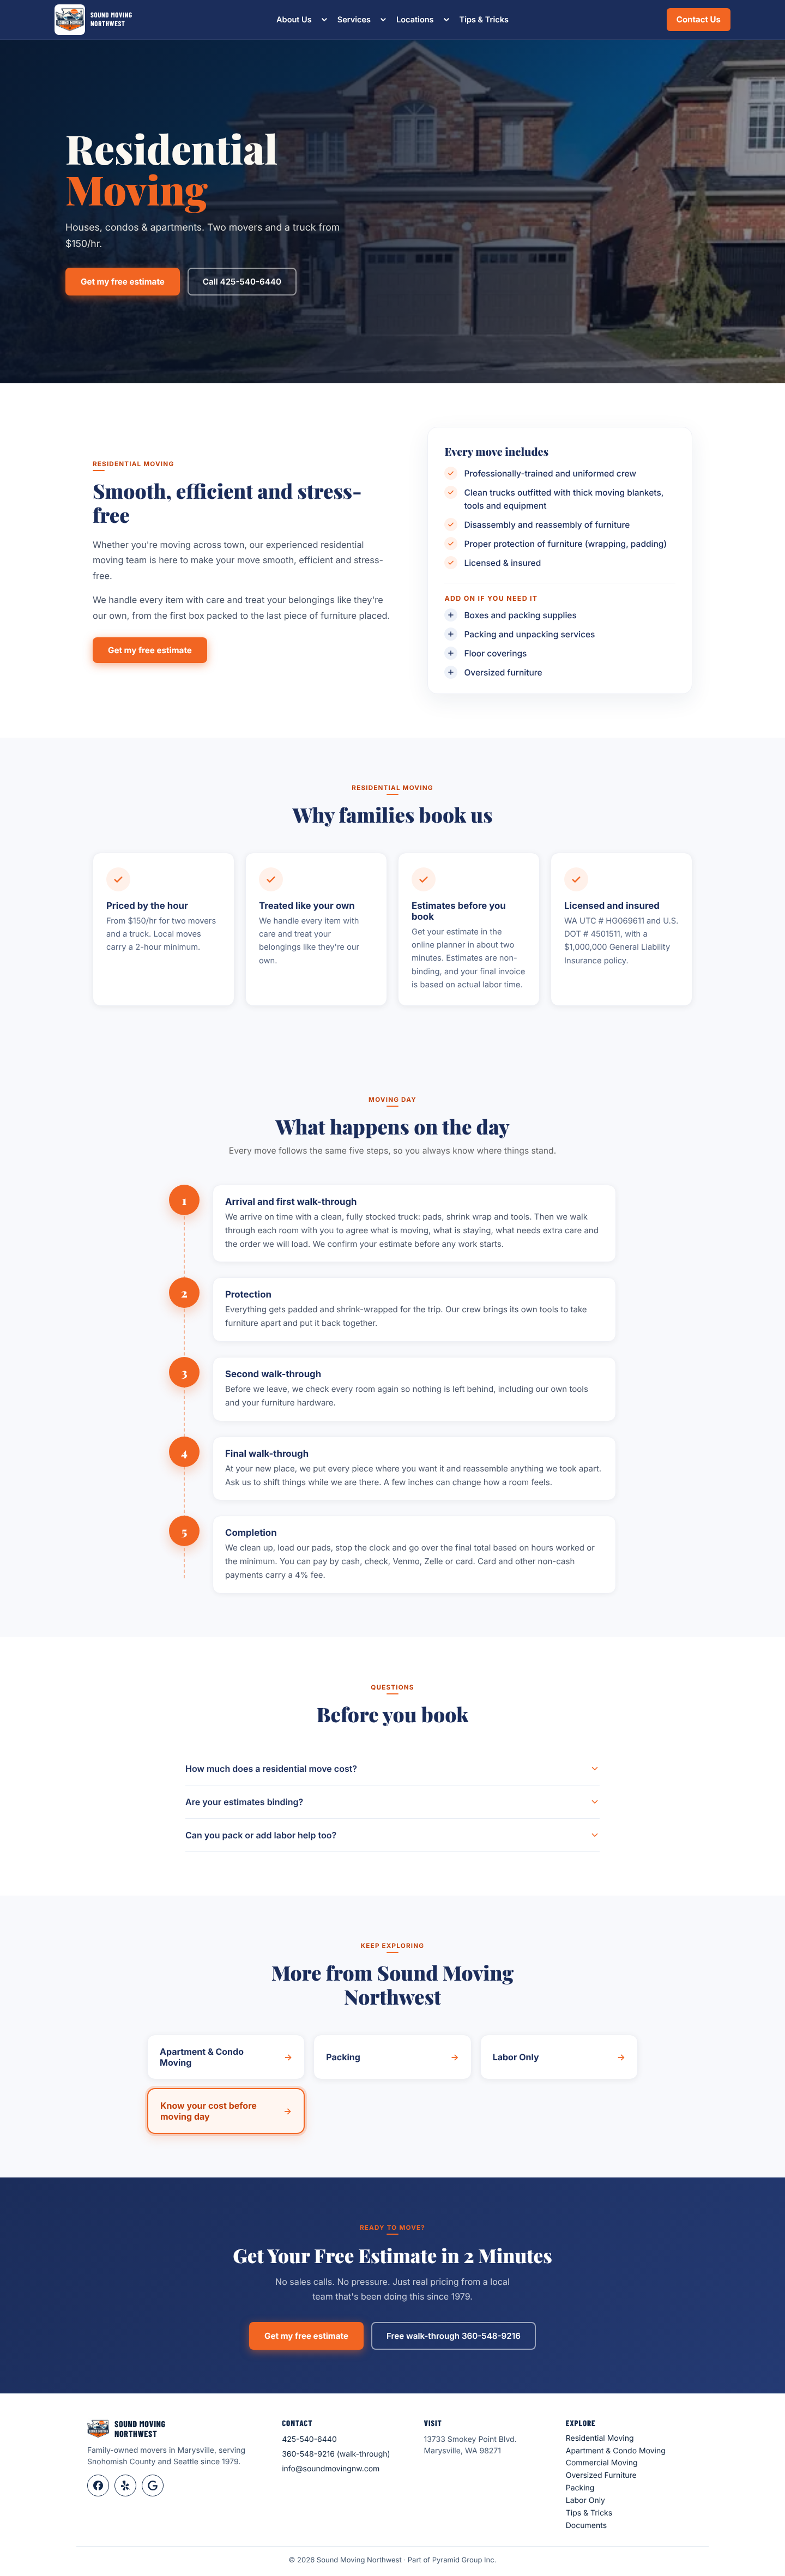 SOUND MOVING
NORTHWEST
About Us
Services
Locations
Tips & Tricks
Contact Us
Residential
Moving
Houses, condos & apartments. Two movers and a truck from
$150/hr.
Get my free estimate
Call 425-540-6440
RESIDENTIAL MOVING
Smooth, efficient and stress-
free
Whether you're moving across town, our experienced residential
moving team is here to make your move smooth, efficient and stress-
free.
We handle every item with care and treat your belongings like they're
our own, from the first box packed to the last piece of furniture placed.
Get my free estimate
Every move includes
Professionally-trained and uniformed crew
Clean trucks outfitted with thick moving blankets,
tools and equipment
Disassembly and reassembly of furniture
Proper protection of furniture (wrapping, padding)
Licensed & insured
ADD ON IF YOU NEED IT
Boxes and packing supplies
Packing and unpacking services
Floor coverings
Oversized furniture
RESIDENTIAL MOVING
Why families book us
Priced by the hour
From $150/hr for two movers
and a truck. Local moves
carry a 2-hour minimum.
Treated like your own
We handle every item with
care and treat your
belongings like they're our
own.
Estimates before you
book
Get your estimate in the
online planner in about two
minutes. Estimates are non-
binding, and your final invoice
is based on actual labor time.
Licensed and insured
WA UTC # HG069611 and U.S.
DOT # 4501511, with a
$1,000,000 General Liability
Insurance policy.
MOVING DAY
What happens on the day
Every move follows the same five steps, so you always know where things stand.
1
Arrival and first walk-through
We arrive on time with a clean, fully stocked truck: pads, shrink wrap and tools. Then we walk
through each room with you to agree what is moving, what is staying, what needs extra care and
the order we will load. We confirm your estimate before any work starts.
2
Protection
Everything gets padded and shrink-wrapped for the trip. Our crew brings its own tools to take
furniture apart and put it back together.
3
Second walk-through
Before we leave, we check every room again so nothing is left behind, including our own tools
and your furniture hardware.
4
Final walk-through
At your new place, we put every piece where you want it and reassemble anything we took apart.
Ask us to shift things while we are there. A few inches can change how a room feels.
5
Completion
We clean up, load our pads, stop the clock and go over the final total based on hours worked or
the minimum. You can pay by cash, check, Venmo, Zelle or card. Card and other non-cash
payments carry a 4% fee.
QUESTIONS
Before you book
How much does a residential move cost?
Are your estimates binding?
Can you pack or add labor help too?
KEEP EXPLORING
More from Sound Moving
Northwest
Apartment & Condo
Moving
Packing
Labor Only
Know your cost before
moving day
READY TO MOVE?
Get Your Free Estimate in 2 Minutes
No sales calls. No pressure. Just real pricing from a local
team that's been doing this since 1979.
Get my free estimate
Free walk-through 360-548-9216
SOUND MOVING
NORTHWEST
Family-owned movers in Marysville, serving
Snohomish County and Seattle since 1979.
CONTACT
425-540-6440
360-548-9216 (walk-through)
info@soundmovingnw.com
VISIT
13733 Smokey Point Blvd.
Marysville, WA 98271
EXPLORE
Residential Moving
Apartment & Condo Moving
Commercial Moving
Oversized Furniture
Packing
Labor Only
Tips & Tricks
Documents
© 2026 Sound Moving Northwest · Part of Pyramid Group Inc.